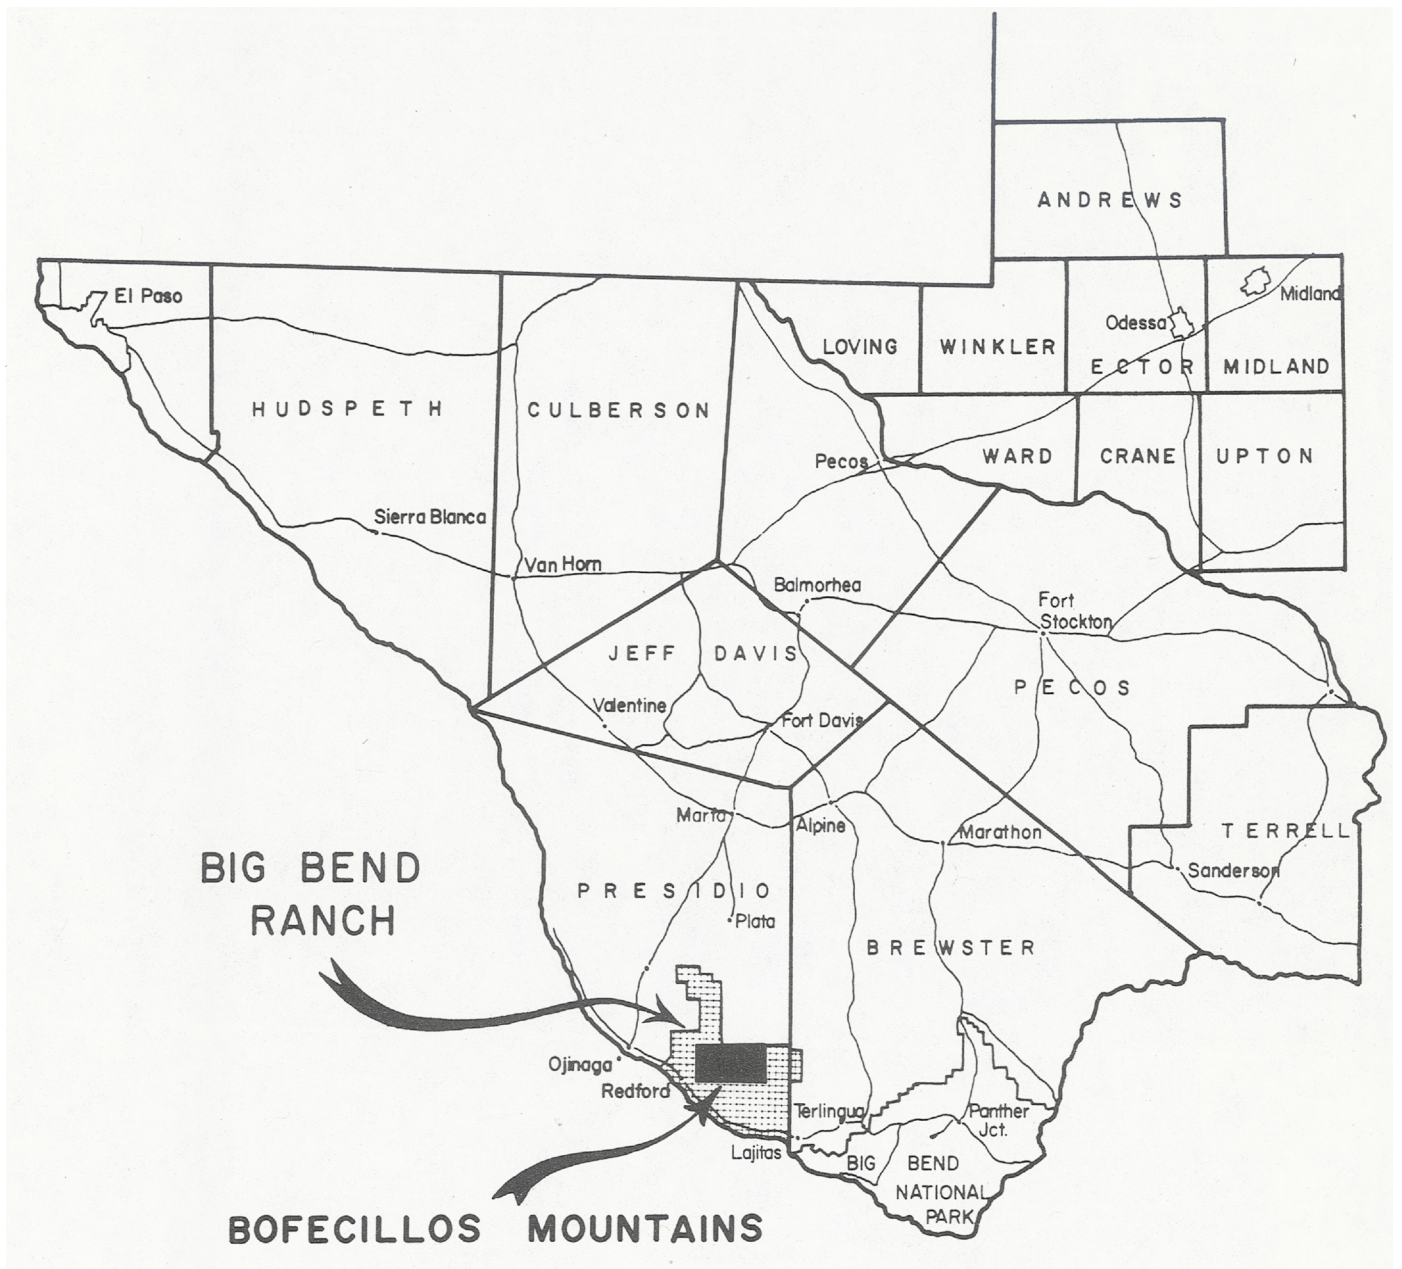 ANDREWS
El Paso
Midland
Odessa
LOVING
WINKLER
ECTOR
MIDLAND
HUDSPETH
CULBERSON
Pecos
WARD
CRANE
UPTON
Sierra Blanca
Van Horn
Balmorhea
Fort
Stockton
JEFF DAVIS
PECOS
Valentine
Fort Davis
Marfa
Alpine
Marathon
TERRELL
Sanderson
BIG BEND
RANCH
PRESIDIO
Plata
BREWSTER
Ojinaga
Redford
Terlingua
Panther
Jct.
Lajitas
BIG BEND
NATIONAL
PARK
BOFECILLOS MOUNTAINS